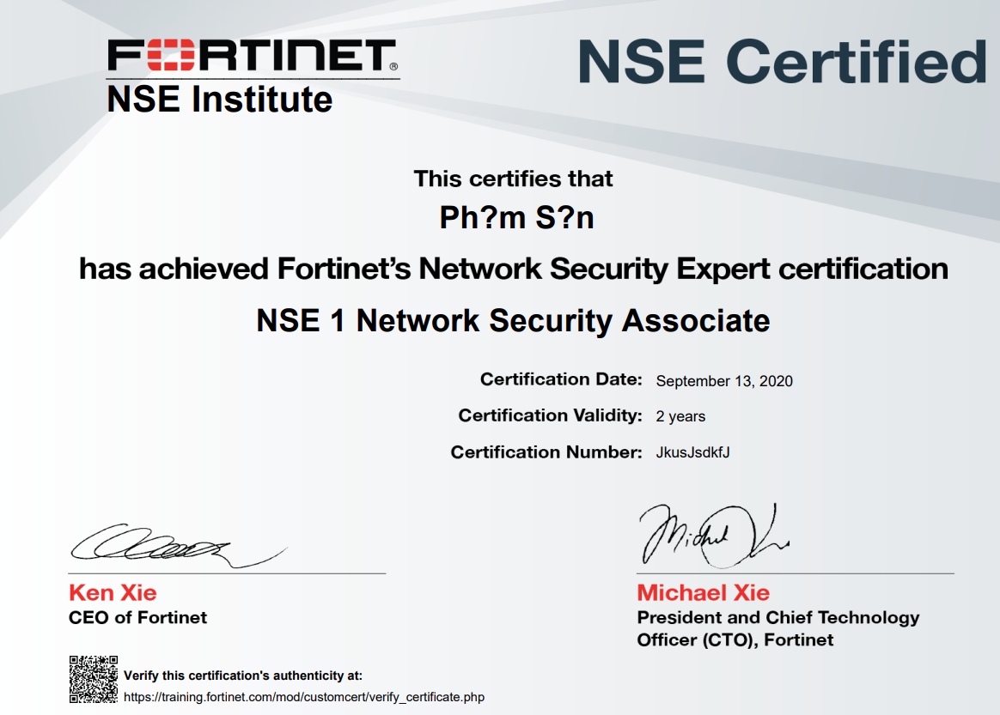 FORTINET®
NSE Institute
NSE Certified
This certifies that
Ph?m S?n
has achieved Fortinet's Network Security Expert certification
NSE 1 Network Security Associate
Certification Date: September 13, 2020
Certification Validity: 2 years
Certification Number: JkusJsdkfJ
Ken Xie
CEO of Fortinet
Michael Xie
President and Chief Technology
Officer (CTO), Fortinet
Verify this certification's authenticity at:
https://training.fortinet.com/mod/customcert/verify_certificate.php